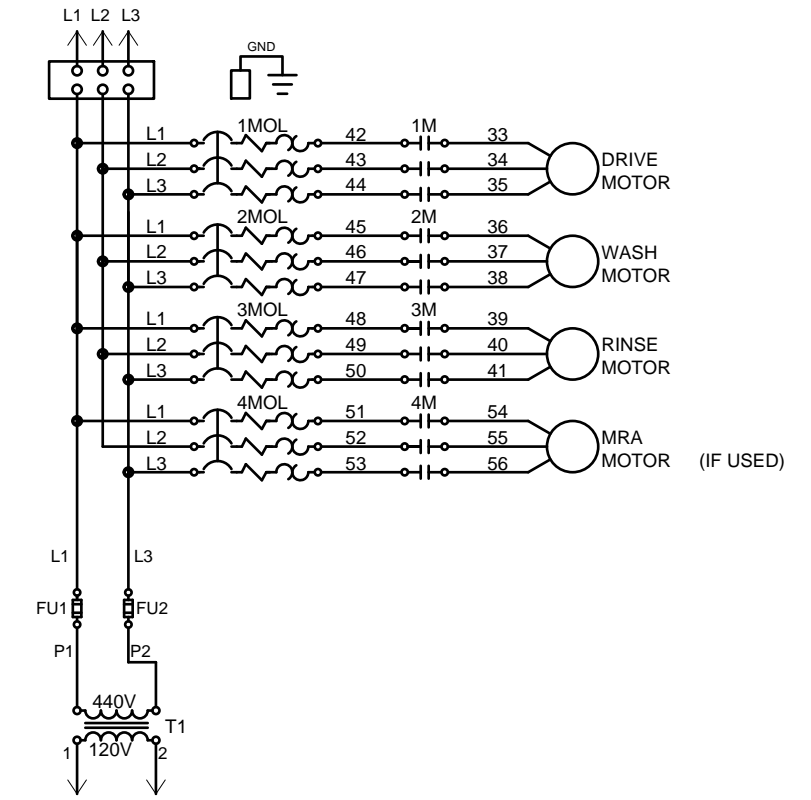 L1 L2 L3
GND
L1 1MOL 42 1M 33
L2 43 34
L3 44 35
DRIVE
MOTOR
L1 2MOL 45 2M 36
L2 46 37
L3 47 38
WASH
MOTOR
L1 3MOL 48 3M 39
L2 49 40
L3 50 41
RINSE
MOTOR
L1 4MOL 51 4M 54
L2 52 55
L3 53 56
MRA
MOTOR (IF USED)
L1 L3
FU1 FU2
P1 P2
440V
T1
1 120V 2